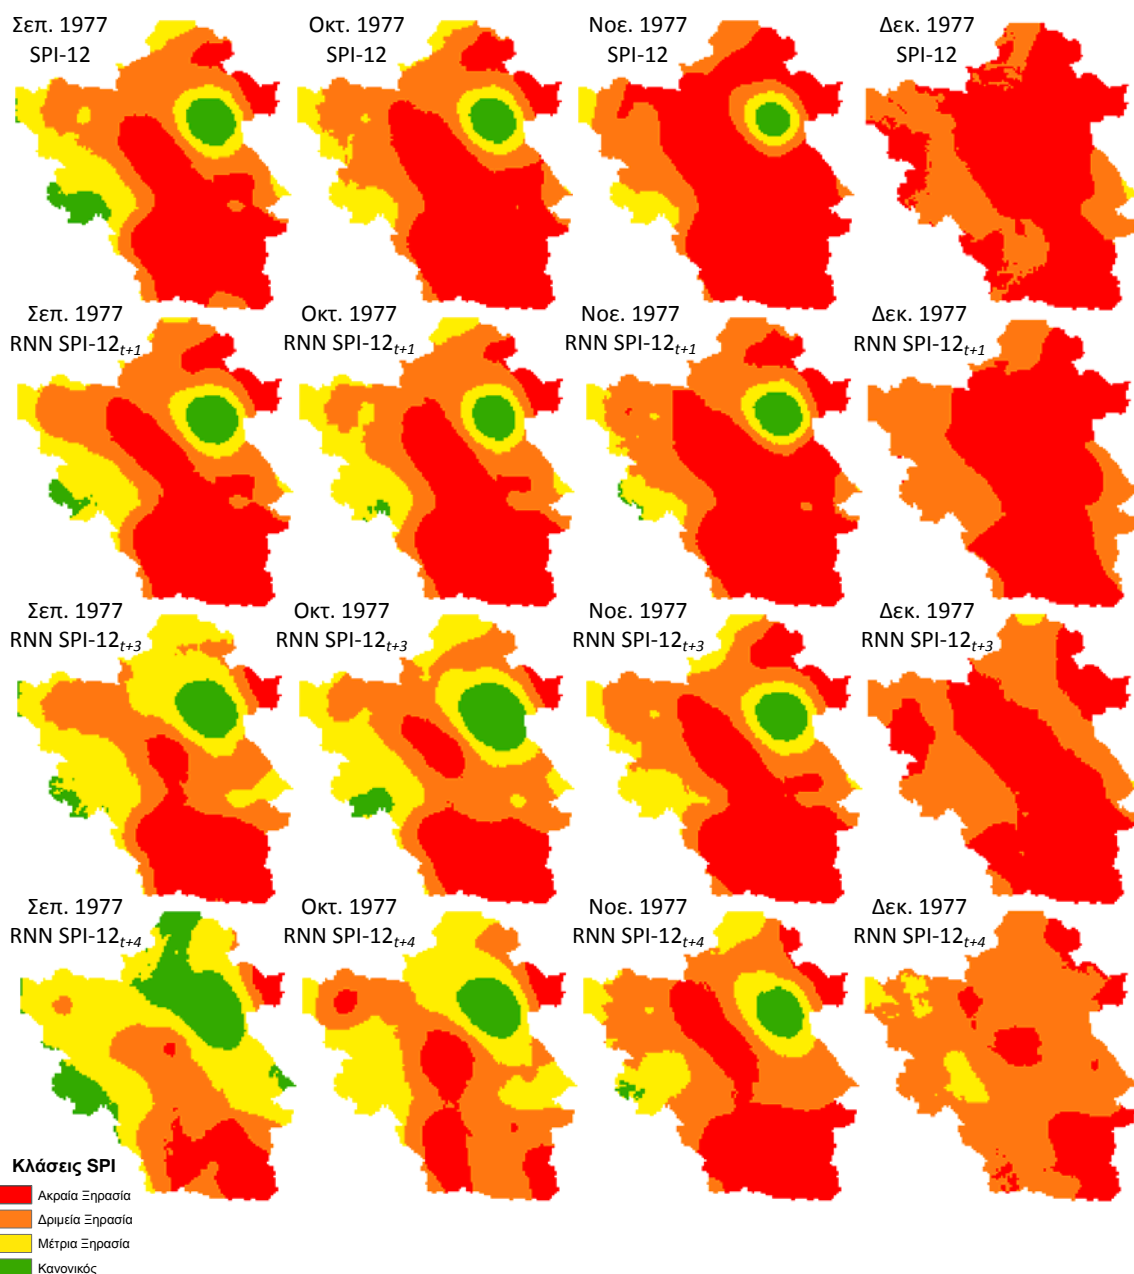 Σεπ. 1977
SPI-12
Οκτ. 1977
SPI-12
Νοε. 1977
SPI-12
Δεκ. 1977
SPI-12
Σεπ. 1977
RNN SPI-12t+1
Οκτ. 1977
RNN SPI-12t+1
Νοε. 1977
RNN SPI-12t+1
Δεκ. 1977
RNN SPI-12t+1
Σεπ. 1977
RNN SPI-12t+3
Οκτ. 1977
RNN SPI-12t+3
Νοε. 1977
RNN SPI-12t+3
Δεκ. 1977
RNN SPI-12t+3
Σεπ. 1977
RNN SPI-12t+4
Οκτ. 1977
RNN SPI-12t+4
Νοε. 1977
RNN SPI-12t+4
Δεκ. 1977
RNN SPI-12t+4
Κλάσεις SPI
Ακραία Ξηρασία
Δριμεία Ξηρασία
Μέτρια Ξηρασία
Κανονικός